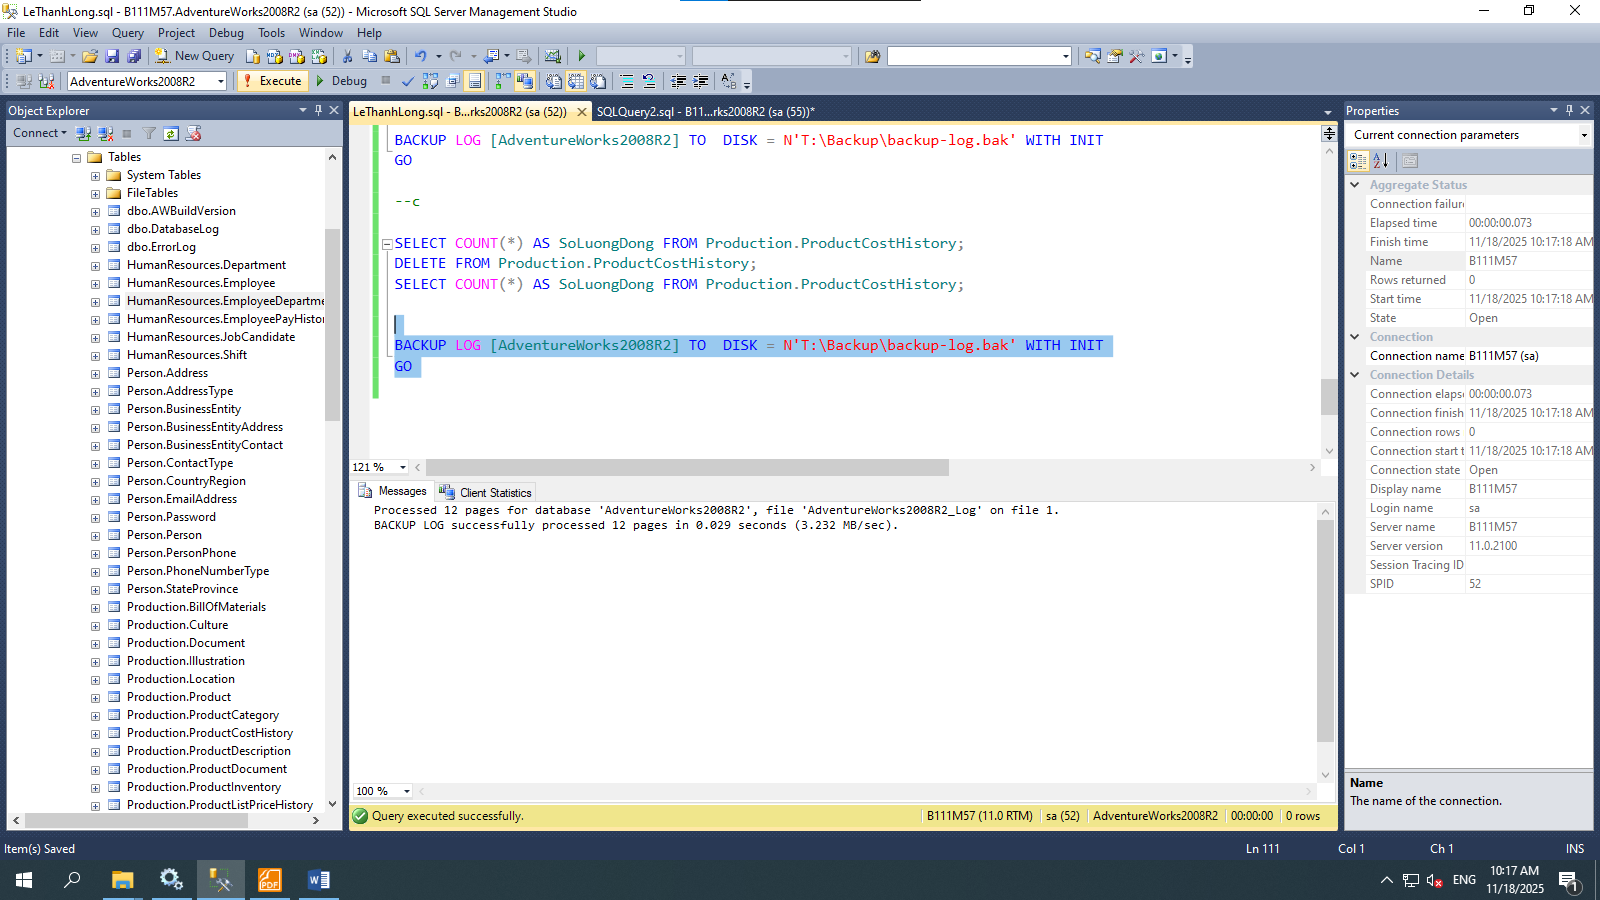 LeThanhLong.sql - B111M57.AdventureWorks2008R2 (sa (52)) - Microsoft SQL Server Management Studio
File Edit View Query Project Debug Tools Window Help
New Query
AdventureWorks2008R2 Execute Debug
Object Explorer
Connect
Tables
System Tables
FileTables
dbo.AWBuildVersion
dbo.DatabaseLog
dbo.ErrorLog
HumanResources.Department
HumanResources.Employee
HumanResources.EmployeeDepartme
HumanResources.EmployeePayHistor
HumanResources.JobCandidate
HumanResources.Shift
Person.Address
Person.AddressType
Person.BusinessEntity
Person.BusinessEntityAddress
Person.BusinessEntityContact
Person.ContactType
Person.CountryRegion
Person.EmailAddress
Person.Password
Person.Person
Person.PersonPhone
Person.PhoneNumberType
Person.StateProvince
Production.BillOfMaterials
Production.Culture
Production.Document
Production.Illustration
Production.Location
Production.Product
Production.ProductCategory
Production.ProductCostHistory
Production.ProductDescription
Production.ProductDocument
Production.ProductInventory
Production.ProductListPriceHistory
LeThanhLong.sql - B...rks2008R2 (sa (52)) SQLQuery2.sql - B11...rks2008R2 (sa (55))*
BACKUP LOG [AdventureWorks2008R2] TO  DISK = N'T:\Backup\backup-log.bak' WITH INIT
GO
--c
SELECT COUNT(*) AS SoLuongDong FROM Production.ProductCostHistory;
DELETE FROM Production.ProductCostHistory;
SELECT COUNT(*) AS SoLuongDong FROM Production.ProductCostHistory;
BACKUP LOG [AdventureWorks2008R2] TO  DISK = N'T:\Backup\backup-log.bak' WITH INIT
GO
121 %
Messages Client Statistics
Processed 12 pages for database 'AdventureWorks2008R2', file 'AdventureWorks2008R2_Log' on file 1.
BACKUP LOG successfully processed 12 pages in 0.029 seconds (3.232 MB/sec).
100 %
Query executed successfully. B111M57 (11.0 RTM) sa (52) AdventureWorks2008R2 00:00:00 0 rows
Properties
Current connection parameters
Aggregate Status
Connection failur
Elapsed time 00:00:00.073
Finish time 11/18/2025 10:17:18 AM
Name B111M57
Rows returned 0
Start time 11/18/2025 10:17:18 AM
State Open
Connection
Connection name B111M57 (sa)
Connection Details
Connection elaps 00:00:00.073
Connection finish 11/18/2025 10:17:18 AM
Connection rows 0
Connection start t 11/18/2025 10:17:18 AM
Connection state Open
Display name B111M57
Login name sa
Server name B111M57
Server version 11.0.2100
Session Tracing ID
SPID 52
Name
The name of the connection.
Item(s) Saved Ln 111 Col 1 Ch 1 INS
PDF ENG 10:17 AM
11/18/2025 1